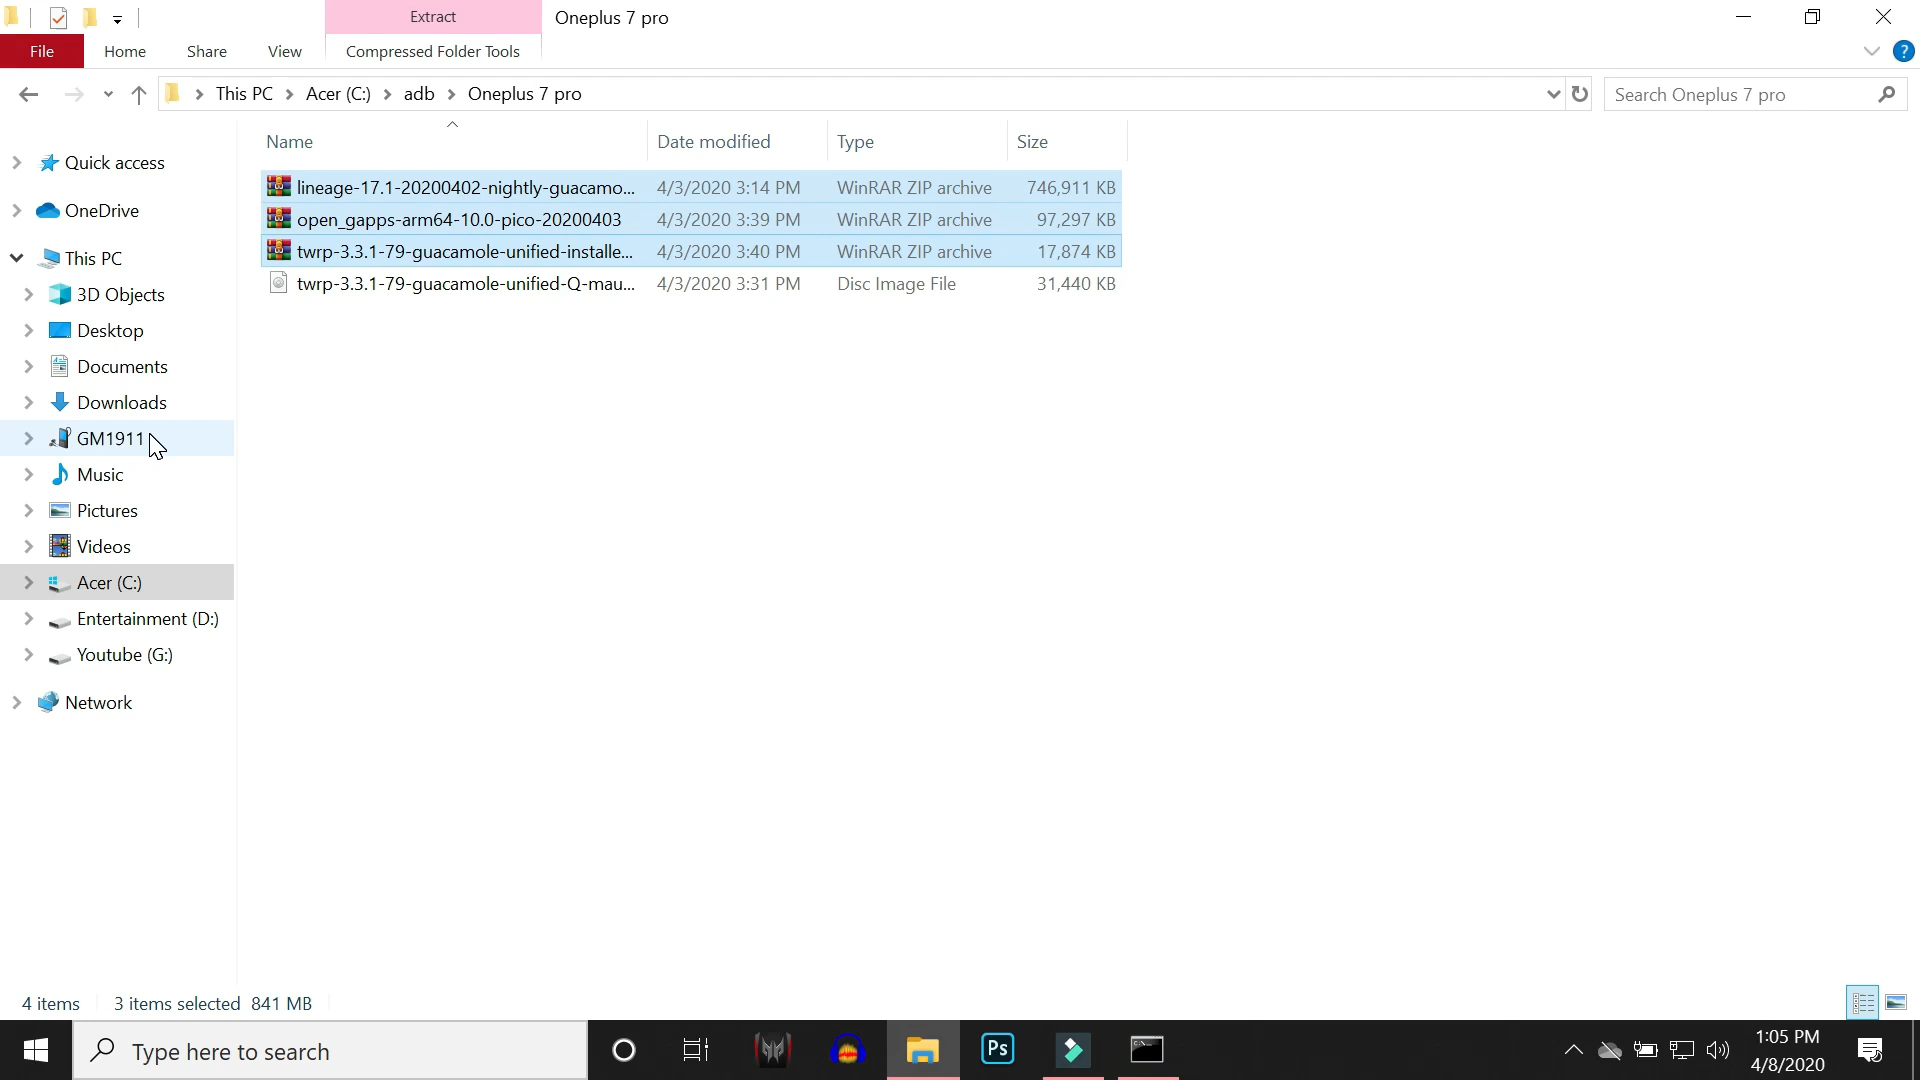 Extract
Oneplus 7 pro
File
Home
Share
View
Compressed Folder Tools
?
This PC
Acer (C:)
adb
Oneplus 7 pro
Search Oneplus 7 pro
Name
Date modified
Type
Size
lineage-17.1-20200402-nightly-guacamo... 4/3/2020 3:14 PM WinRAR ZIP archive 746,911 KB
open_gapps-arm64-10.0-pico-20200403 4/3/2020 3:39 PM WinRAR ZIP archive 97,297 KB
twrp-3.3.1-79-guacamole-unified-installe... 4/3/2020 3:40 PM WinRAR ZIP archive 17,874 KB
twrp-3.3.1-79-guacamole-unified-Q-mau... 4/3/2020 3:31 PM Disc Image File 31,440 KB
Quick access
OneDrive
This PC
3D Objects
Desktop
Documents
Downloads
GM1911
Music
Pictures
Videos
Acer (C:)
Entertainment (D:)
Youtube (G:)
Network
4 items 3 items selected 841 MB
Type here to search
Ps
1:05 PM
4/8/2020